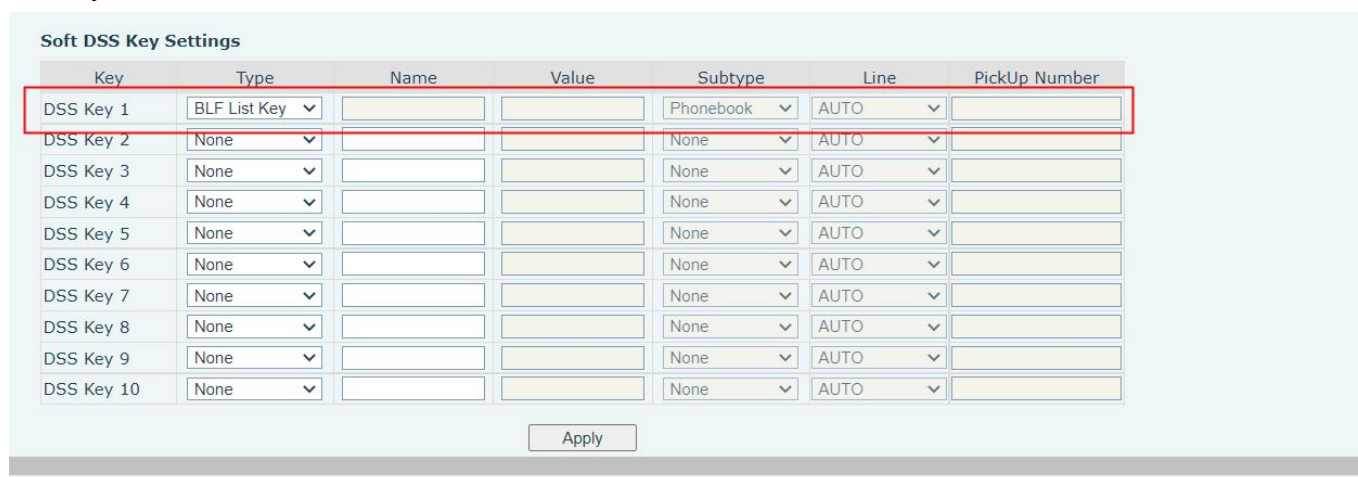 Soft DSS Key Settings
Key Type Name Value Subtype Line PickUp Number
DSS Key 1 BLF List Key Phonebook AUTO
DSS Key 2 None None AUTO
DSS Key 3 None None AUTO
DSS Key 4 None None AUTO
DSS Key 5 None None AUTO
DSS Key 6 None None AUTO
DSS Key 7 None None AUTO
DSS Key 8 None None AUTO
DSS Key 9 None None AUTO
DSS Key 10 None None AUTO
Apply